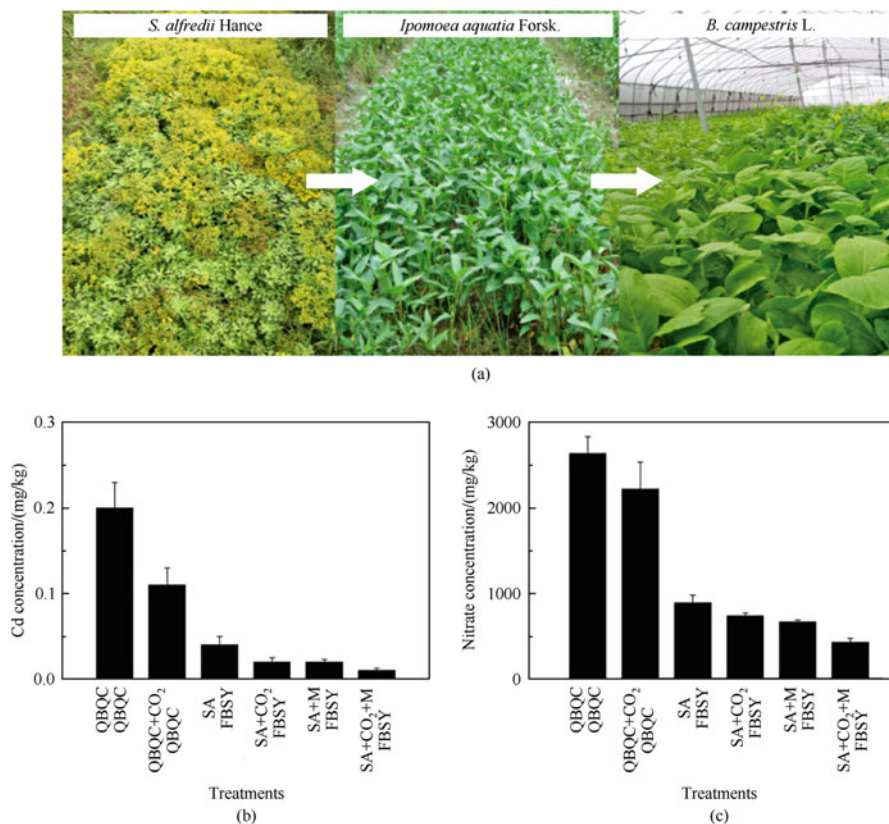 S. alfredii Hance
Ipomoea aquatia Forsk.
B. campestris L.
(a)
Cd concentration/(mg/kg)
0.3
0.2
0.1
0.0
QBQC
QBQC
QBQC+CO2
QBQC
SA
FBSY
SA+CO2
FBSY
SA+M
FBSY
SA+CO2+M
FBSY
Treatments
(b)
Nitrate concentration/(mg/kg)
3000
2000
1000
0
QBQC
QBQC
QBQC+CO2
QBQC
SA
FBSY
SA+CO2
FBSY
SA+M
FBSY
SA+CO2+M
FBSY
Treatments
(c)